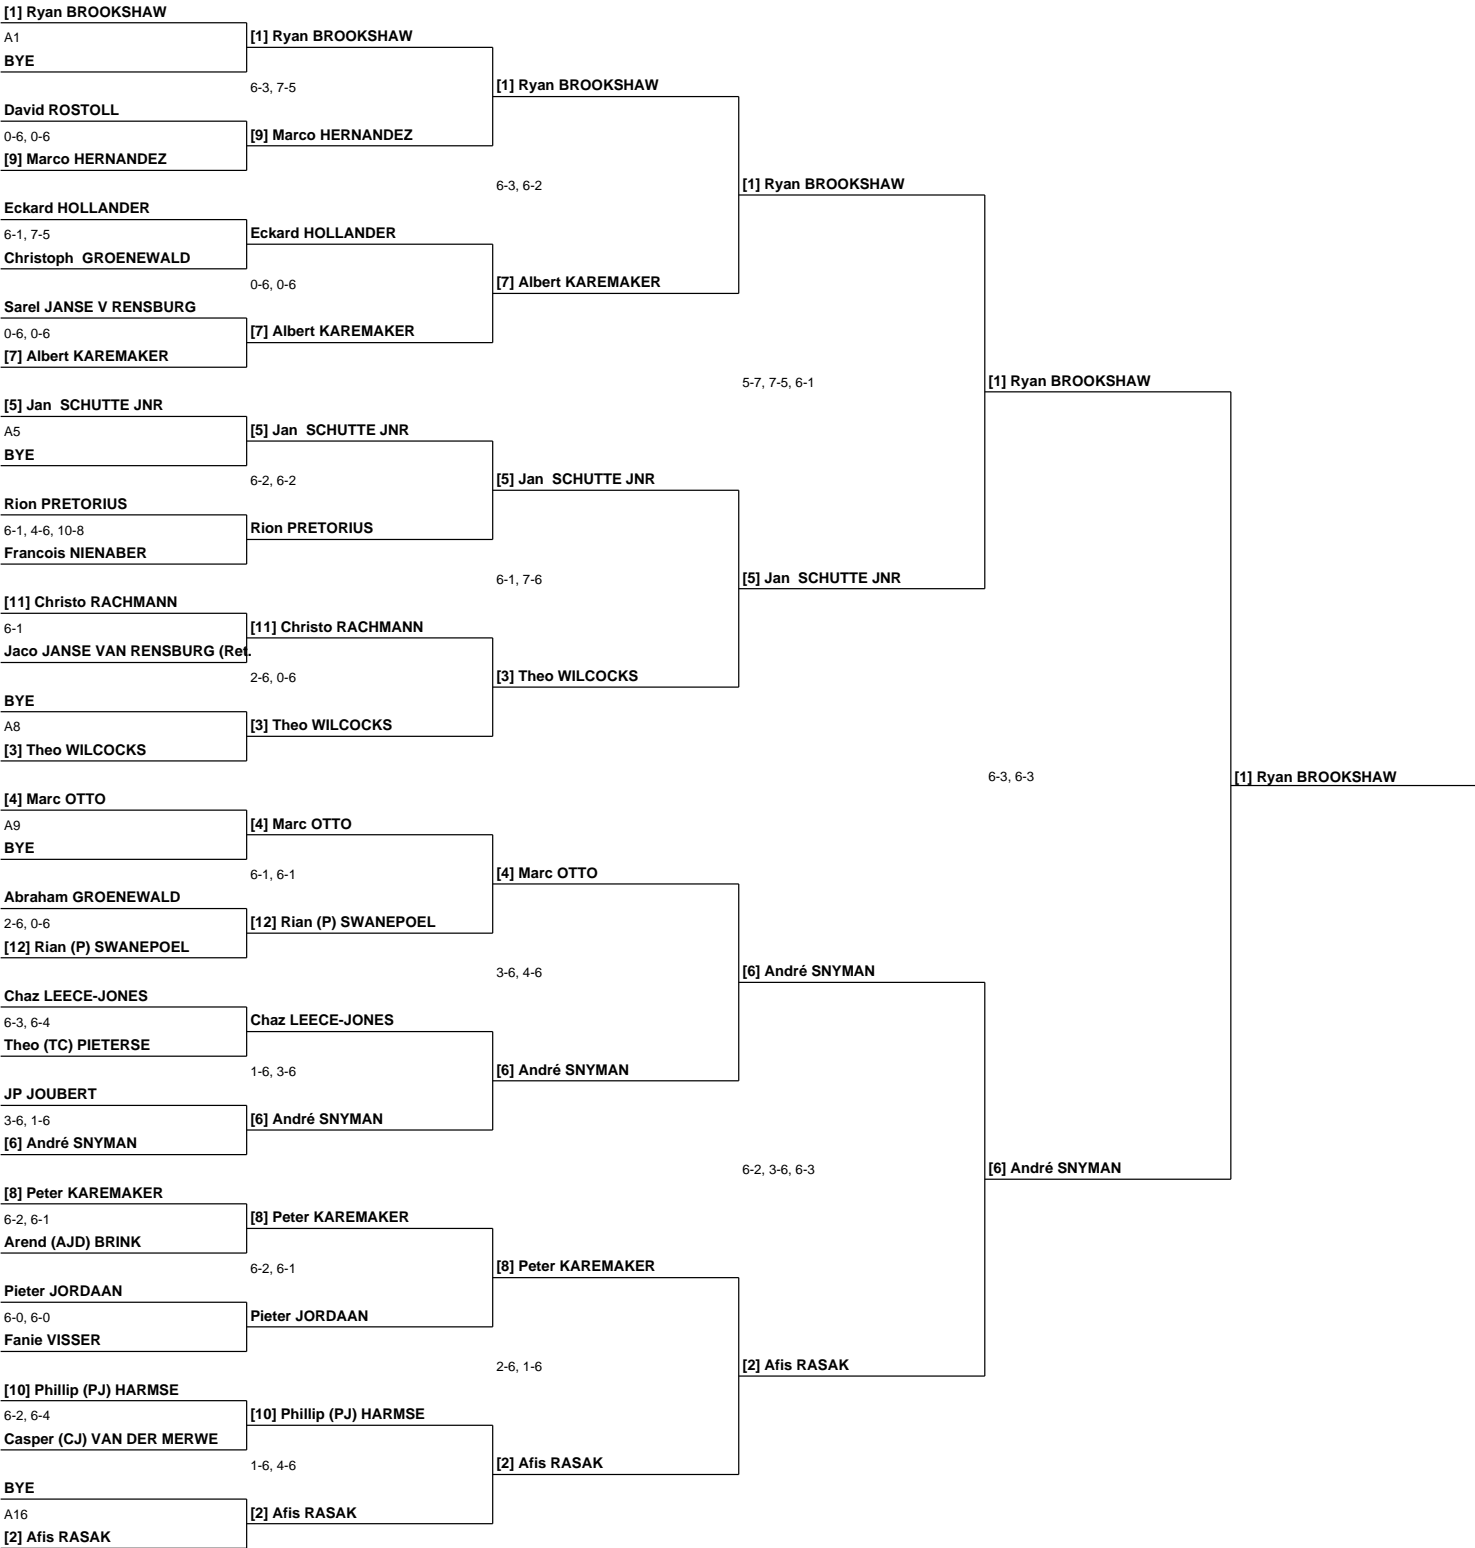 [1] Ryan BROOKSHAW
A1
BYE
David ROSTOLL
0-6, 0-6
[9] Marco HERNANDEZ
Eckard HOLLANDER
6-1, 7-5
Christoph  GROENEWALD
Sarel JANSE V RENSBURG
0-6, 0-6
[7] Albert KAREMAKER
[5] Jan  SCHUTTE JNR
A5
BYE
Rion PRETORIUS
6-1, 4-6, 10-8
Francois NIENABER
[11] Christo RACHMANN
6-1
Jaco JANSE VAN RENSBURG (Ret.
BYE
A8
[3] Theo WILCOCKS
[4] Marc OTTO
A9
BYE
Abraham GROENEWALD
2-6, 0-6
[12] Rian (P) SWANEPOEL
Chaz LEECE-JONES
6-3, 6-4
Theo (TC) PIETERSE
JP JOUBERT
3-6, 1-6
[6] André SNYMAN
[8] Peter KAREMAKER
6-2, 6-1
Arend (AJD) BRINK
Pieter JORDAAN
6-0, 6-0
Fanie VISSER
[10] Phillip (PJ) HARMSE
6-2, 6-4
Casper (CJ) VAN DER MERWE
BYE
A16
[2] Afis RASAK
[1] Ryan BROOKSHAW
6-3, 7-5
[9] Marco HERNANDEZ
Eckard HOLLANDER
0-6, 0-6
[7] Albert KAREMAKER
[5] Jan  SCHUTTE JNR
6-2, 6-2
Rion PRETORIUS
[11] Christo RACHMANN
2-6, 0-6
[3] Theo WILCOCKS
[4] Marc OTTO
6-1, 6-1
[12] Rian (P) SWANEPOEL
Chaz LEECE-JONES
1-6, 3-6
[6] André SNYMAN
[8] Peter KAREMAKER
6-2, 6-1
Pieter JORDAAN
[10] Phillip (PJ) HARMSE
1-6, 4-6
[2] Afis RASAK
[1] Ryan BROOKSHAW
6-3, 6-2
[7] Albert KAREMAKER
[5] Jan  SCHUTTE JNR
6-1, 7-6
[3] Theo WILCOCKS
[4] Marc OTTO
3-6, 4-6
[6] André SNYMAN
[8] Peter KAREMAKER
2-6, 1-6
[2] Afis RASAK
[1] Ryan BROOKSHAW
5-7, 7-5, 6-1
[5] Jan  SCHUTTE JNR
[6] André SNYMAN
6-2, 3-6, 6-3
[2] Afis RASAK
[1] Ryan BROOKSHAW
6-3, 6-3
[6] André SNYMAN
[1] Ryan BROOKSHAW